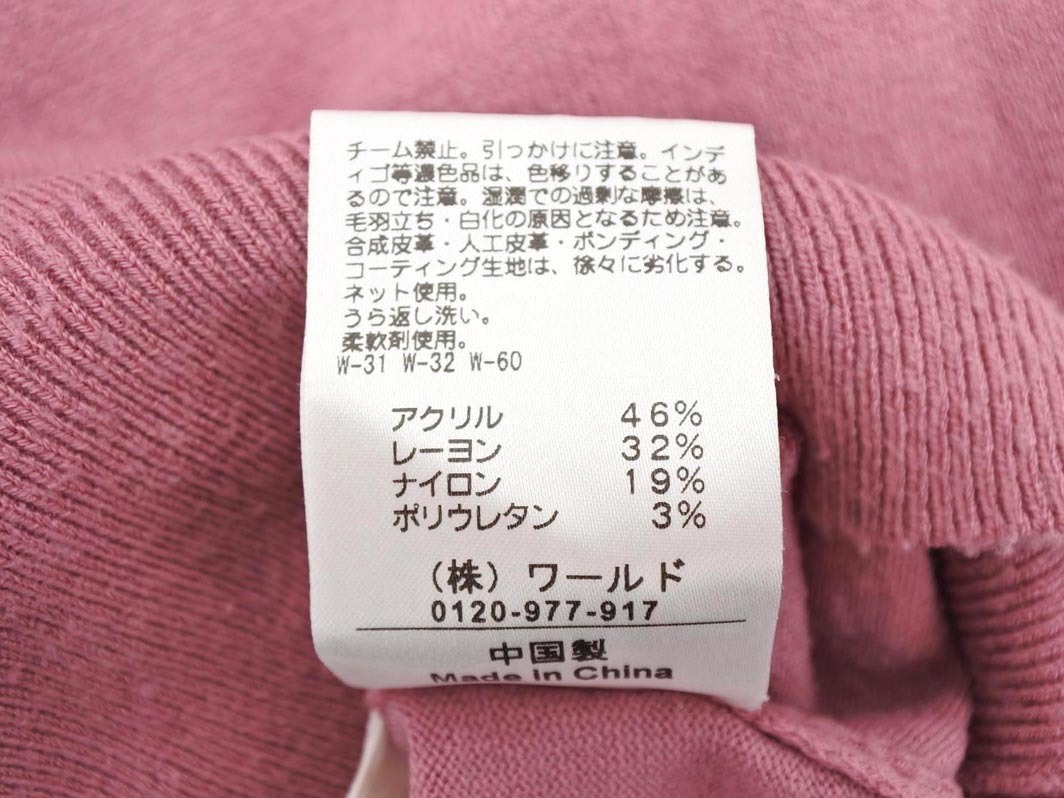 チーム禁止。引っかけに注意。インデ
ィゴ等濃色品は、色移りすることがあ
るので注意。湿潤での過剰な摩擦は、
毛羽立ち・白化の原因となるため注意。
合成皮革・人工皮革・ボンディング・
コーティング生地は、徐々に劣化する。
ネット使用。
うら返し洗い。
柔軟剤使用。
W-31 W-32 W-60
アクリル 46%
レーヨン 32%
ナイロン 19%
ポリウレタン 3%
（株）ワールド
0120-977-917
中国製
Made in China